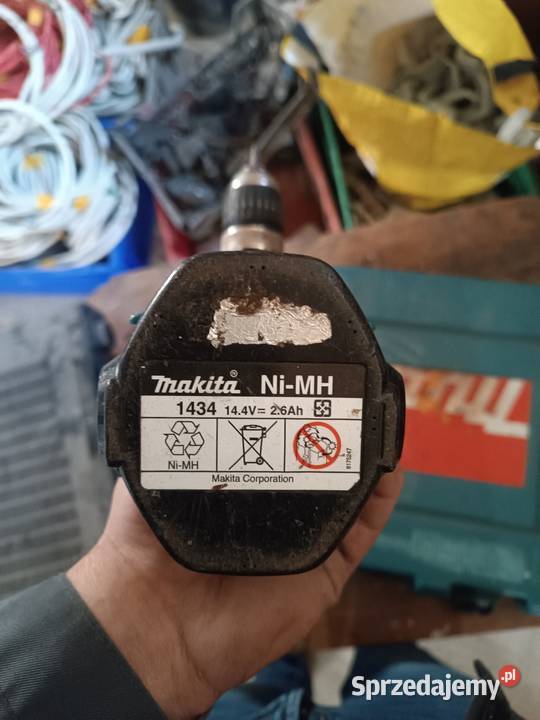 makita® Ni-MH
1434 14.4V⎓ 2.6Ah
Ni-MH
Makita Corporation
Sprzedajemy.pl